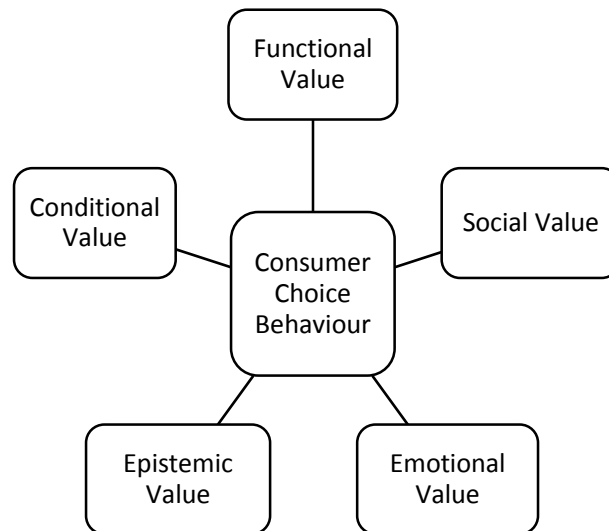 Functional
Value
Conditional
Value
Social Value
Consumer
Choice
Behaviour
Epistemic
Value
Emotional
Value